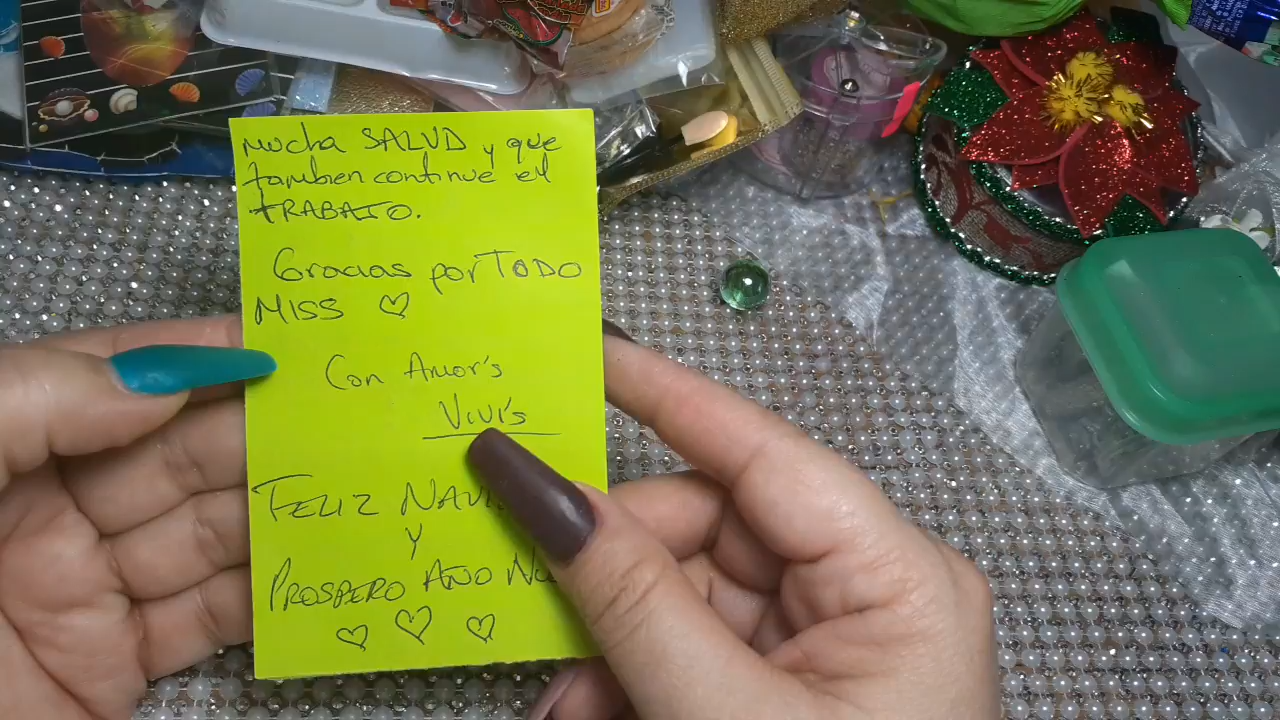 Mucha SALUD y que
tambien continue el
TRABAJO.
Gracias por TODO
MISS ♡
Con Amor's
Vivi's
FELIZ
y
PROSPERO AÑO
♡ ♡ ♡